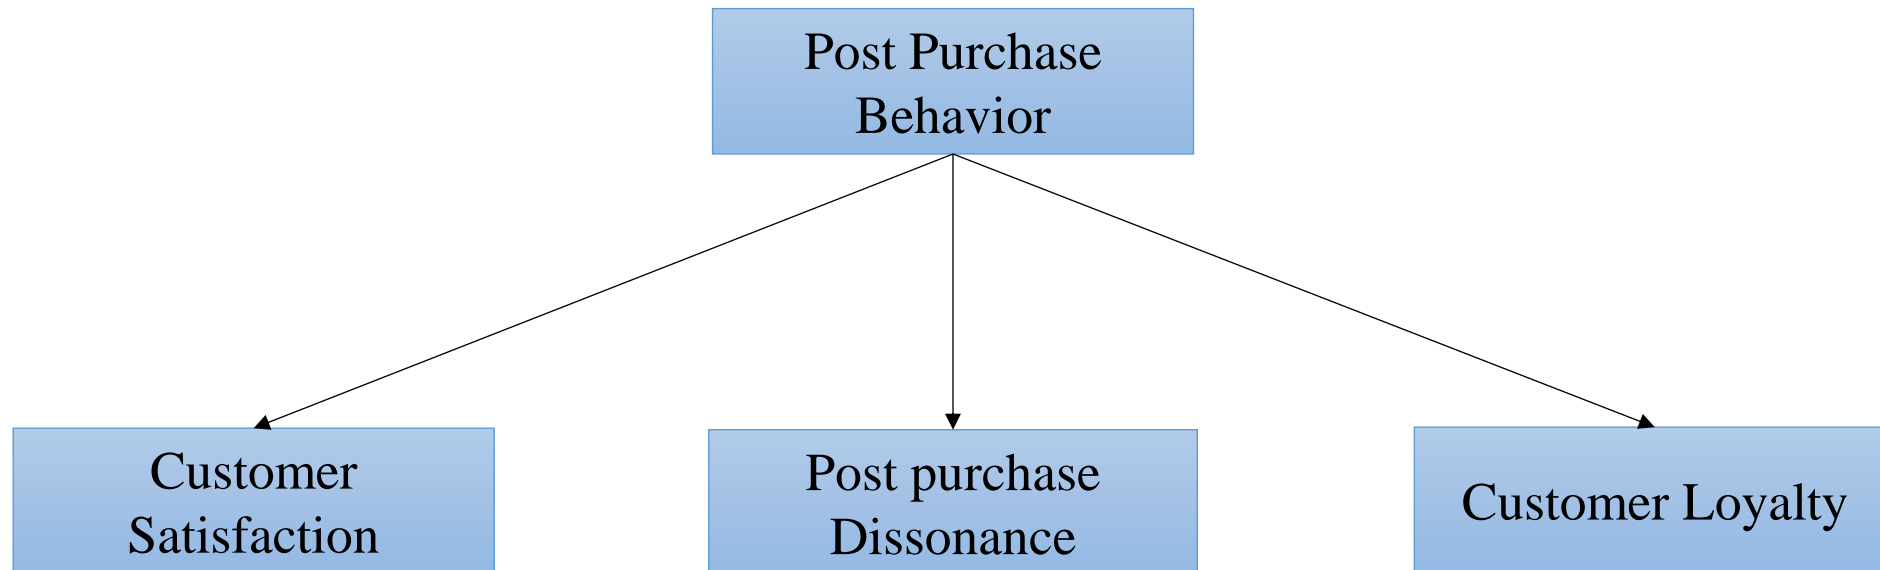 Post Purchase
Behavior
Customer
Satisfaction
Post purchase
Dissonance
Customer Loyalty